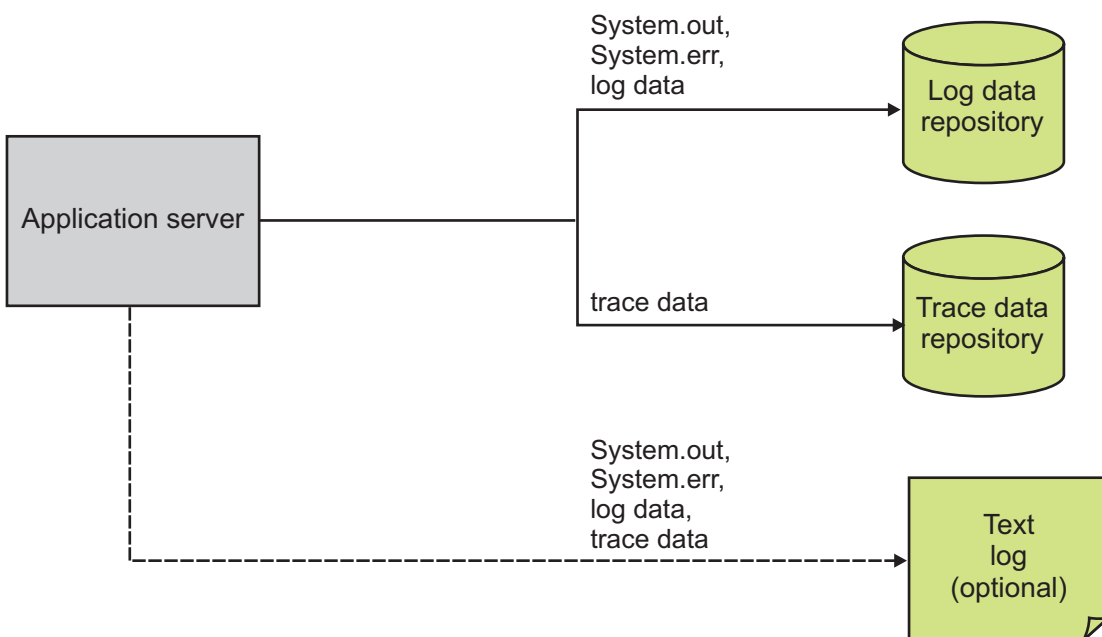 System.out,
System.err,
log data
Log data
repository
Application server
trace data
Trace data
repository
System.out,
System.err,
log data,
trace data
Text
log
(optional)